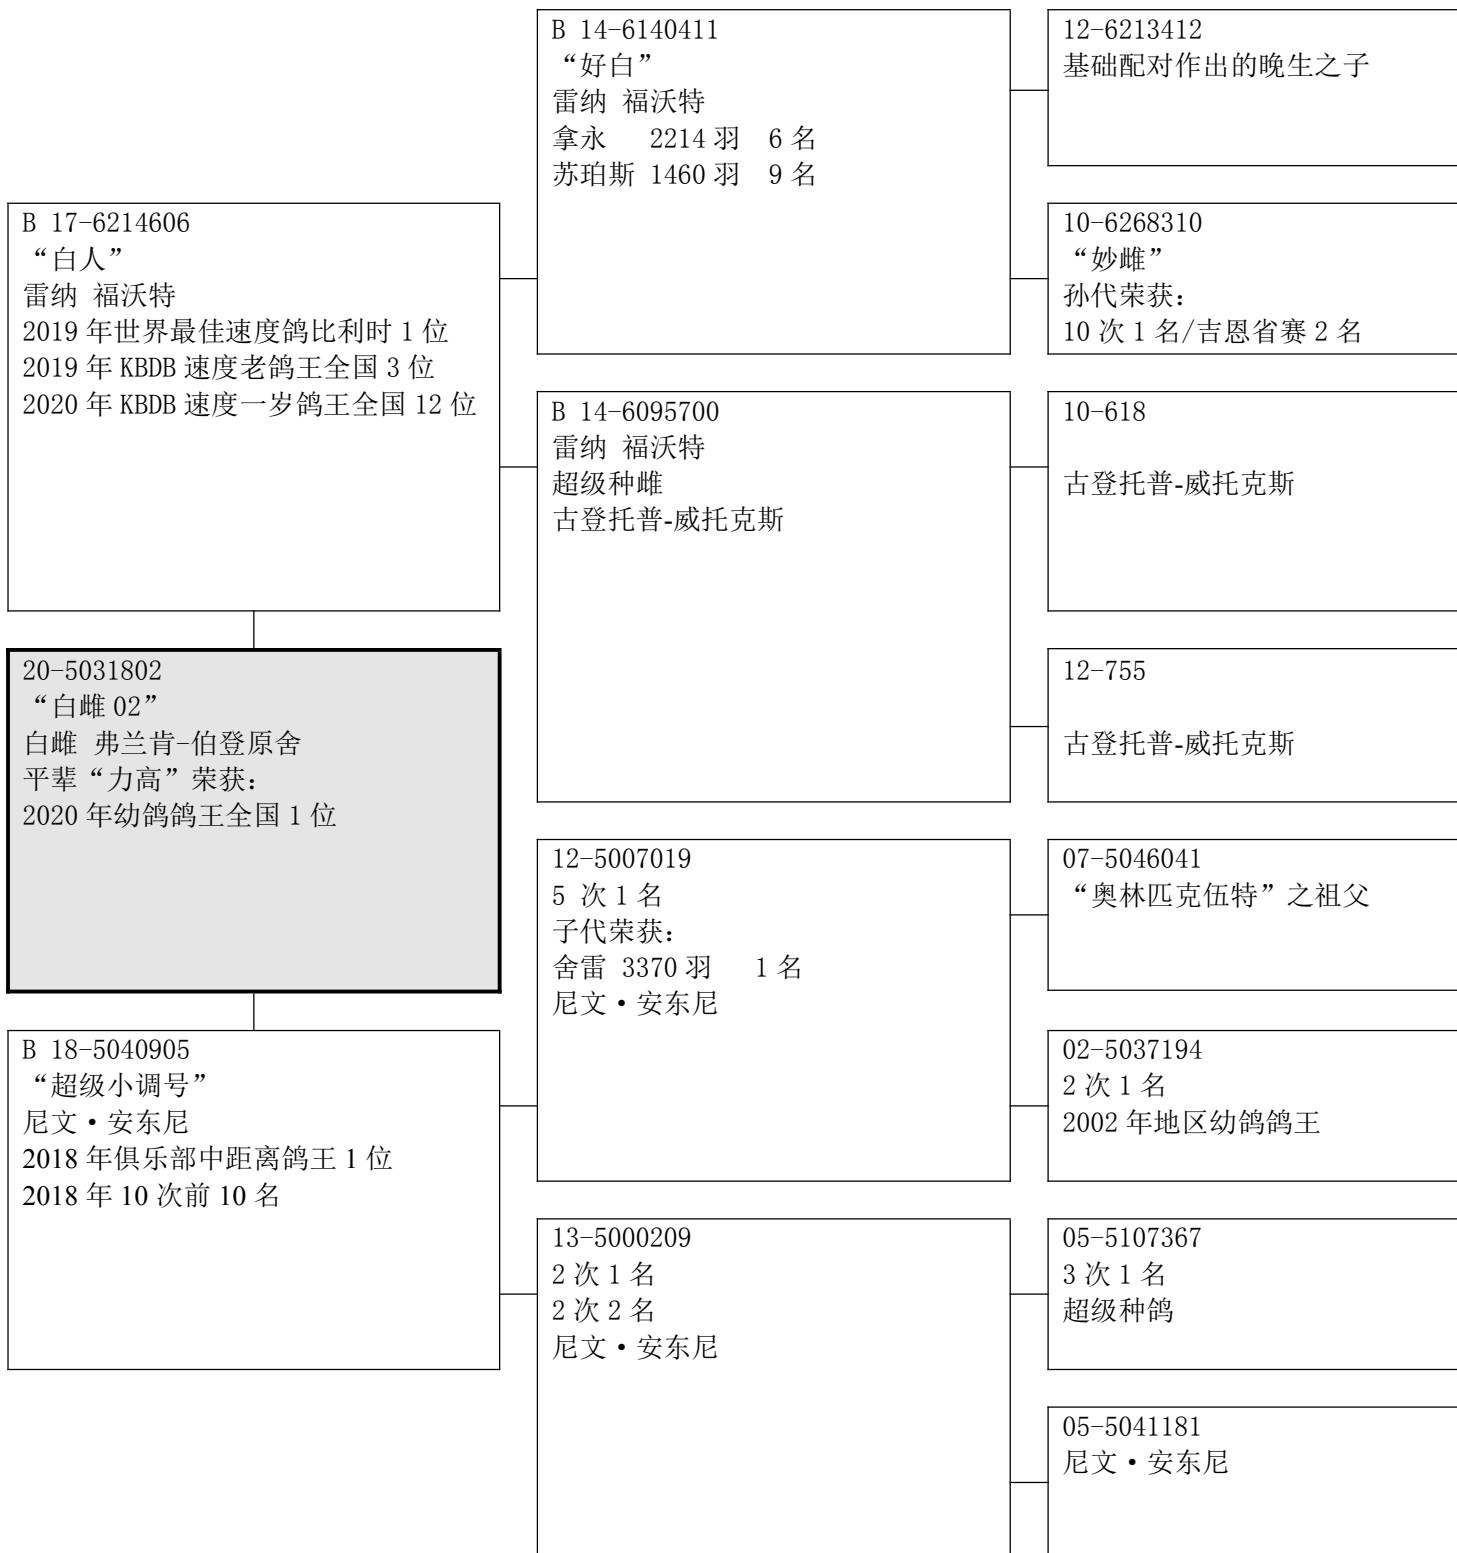 B 17-6214606
“白人”
雷纳 福沃特
2019 年世界最佳速度鸽比利时 1 位
2019 年 KBDB 速度老鸽王全国 3 位
2020 年 KBDB 速度一岁鸽王全国 12 位
20-5031802
“白雌 02”
白雌 弗兰肯-伯登原舍
平辈“力高”荣获：
2020 年幼鸽鸽王全国 1 位
B 18-5040905
“超级小调号”
尼文·安东尼
2018 年俱乐部中距离鸽王 1 位
2018 年 10 次前 10 名
B 14-6140411
“好白”
雷纳 福沃特
拿永 2214 羽 6 名
苏珀斯 1460 羽 9 名
B 14-6095700
雷纳 福沃特
超级种雌
古登托普-威托克斯
12-5007019
5 次 1 名
子代荣获：
舍雷 3370 羽 1 名
尼文·安东尼
13-5000209
2 次 1 名
2 次 2 名
尼文·安东尼
12-6213412
基础配对作出的晚生之子
10-6268310
“妙雌”
孙代荣获：
10 次 1 名/吉恩省赛 2 名
10-618
古登托普-威托克斯
12-755
古登托普-威托克斯
07-5046041
“奥林匹克伍特”之祖父
02-5037194
2 次 1 名
2002 年地区幼鸽鸽王
05-5107367
3 次 1 名
超级种鸽
05-5041181
尼文·安东尼